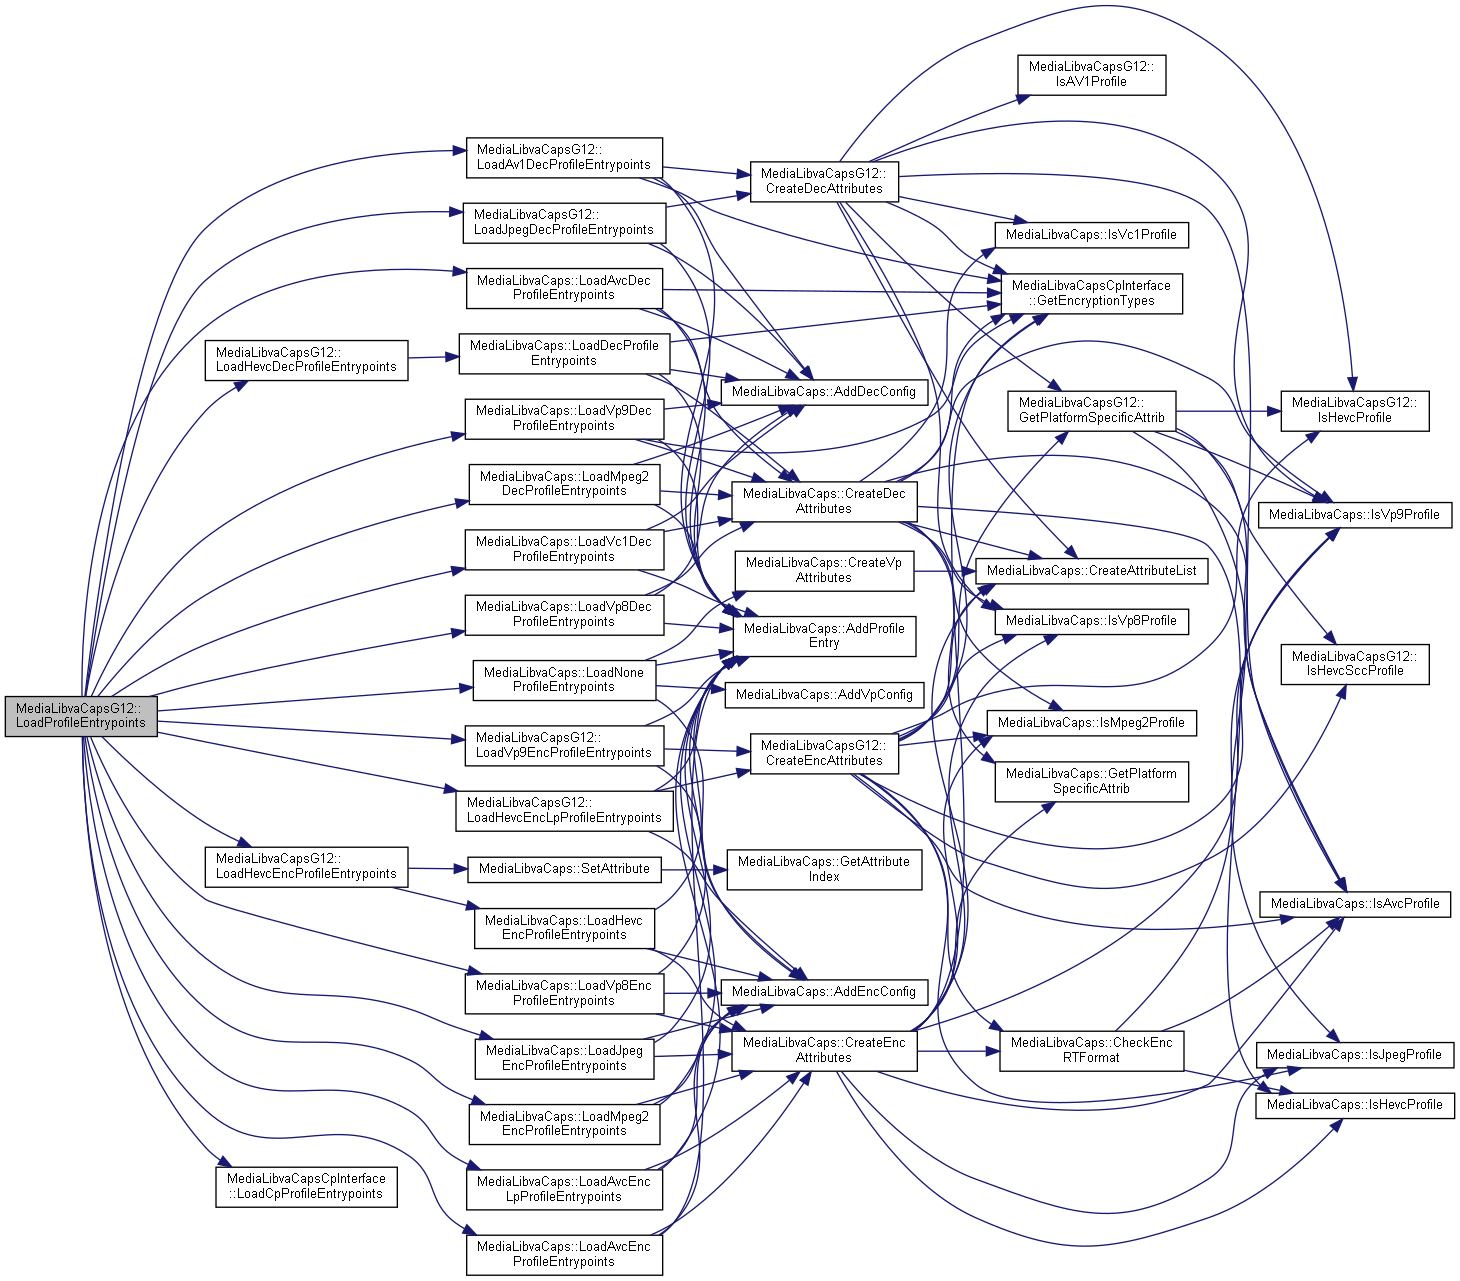 MediaLibvaCapsG12::
LoadProfileEntrypoints
MediaLibvaCapsG12::
LoadHevcDecProfileEntrypoints
MediaLibvaCapsG12::
LoadHevcEncProfileEntrypoints
MediaLibvaCapsCpInterface
::LoadCpProfileEntrypoints
MediaLibvaCapsG12::
LoadAv1DecProfileEntrypoints
MediaLibvaCapsG12::
LoadJpegDecProfileEntrypoints
MediaLibvaCaps::LoadAvcDec
ProfileEntrypoints
MediaLibvaCaps::LoadDecProfile
Entrypoints
MediaLibvaCaps::LoadVp9Dec
ProfileEntrypoints
MediaLibvaCaps::LoadMpeg2
DecProfileEntrypoints
MediaLibvaCaps::LoadVc1Dec
ProfileEntrypoints
MediaLibvaCaps::LoadVp8Dec
ProfileEntrypoints
MediaLibvaCaps::LoadNone
ProfileEntrypoints
MediaLibvaCapsG12::
LoadVp9EncProfileEntrypoints
MediaLibvaCapsG12::
LoadHevcEncLpProfileEntrypoints
MediaLibvaCaps::SetAttribute
MediaLibvaCaps::LoadHevc
EncProfileEntrypoints
MediaLibvaCaps::LoadVp8Enc
ProfileEntrypoints
MediaLibvaCaps::LoadJpeg
EncProfileEntrypoints
MediaLibvaCaps::LoadMpeg2
EncProfileEntrypoints
MediaLibvaCaps::LoadAvcEnc
LpProfileEntrypoints
MediaLibvaCaps::LoadAvcEnc
ProfileEntrypoints
MediaLibvaCapsG12::
CreateDecAttributes
MediaLibvaCaps::AddDecConfig
MediaLibvaCaps::CreateDec
Attributes
MediaLibvaCaps::CreateVp
Attributes
MediaLibvaCaps::AddProfile
Entry
MediaLibvaCaps::AddVpConfig
MediaLibvaCapsG12::
CreateEncAttributes
MediaLibvaCaps::GetAttribute
Index
MediaLibvaCaps::AddEncConfig
MediaLibvaCaps::CreateEnc
Attributes
MediaLibvaCapsG12::
IsAV1Profile
MediaLibvaCaps::IsVc1Profile
MediaLibvaCapsCpInterface
::GetEncryptionTypes
MediaLibvaCapsG12::
GetPlatformSpecificAttrib
MediaLibvaCaps::CreateAttributeList
MediaLibvaCaps::IsVp8Profile
MediaLibvaCaps::IsMpeg2Profile
MediaLibvaCaps::GetPlatform
SpecificAttrib
MediaLibvaCaps::CheckEnc
RTFormat
MediaLibvaCapsG12::
IsHevcProfile
MediaLibvaCaps::IsVp9Profile
MediaLibvaCapsG12::
IsHevcSccProfile
MediaLibvaCaps::IsAvcProfile
MediaLibvaCaps::IsJpegProfile
MediaLibvaCaps::IsHevcProfile